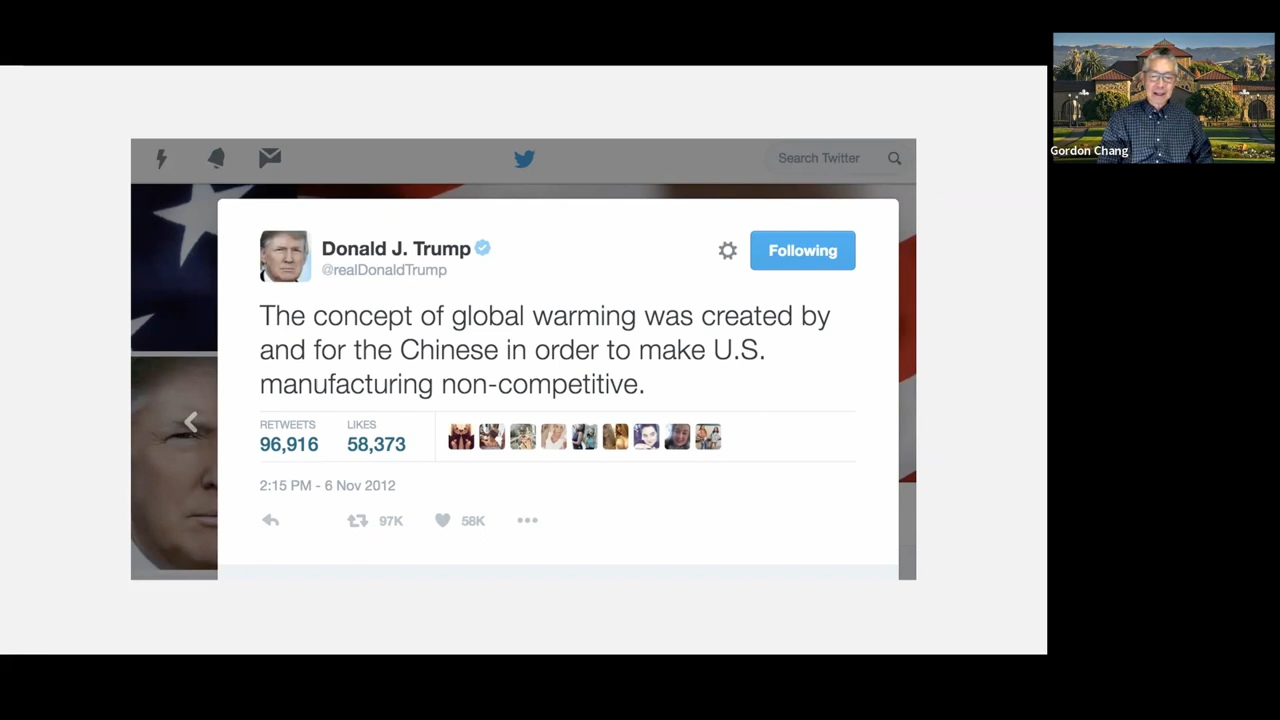 Search Twitter
Gordon Chang
Donald J. Trump
Following
@realDonaldTrump
The concept of global warming was created by
and for the Chinese in order to make U.S.
manufacturing non-competitive.
RETWEETS LIKES
96,916 58,373
2:15 PM - 6 Nov 2012
97K 58K